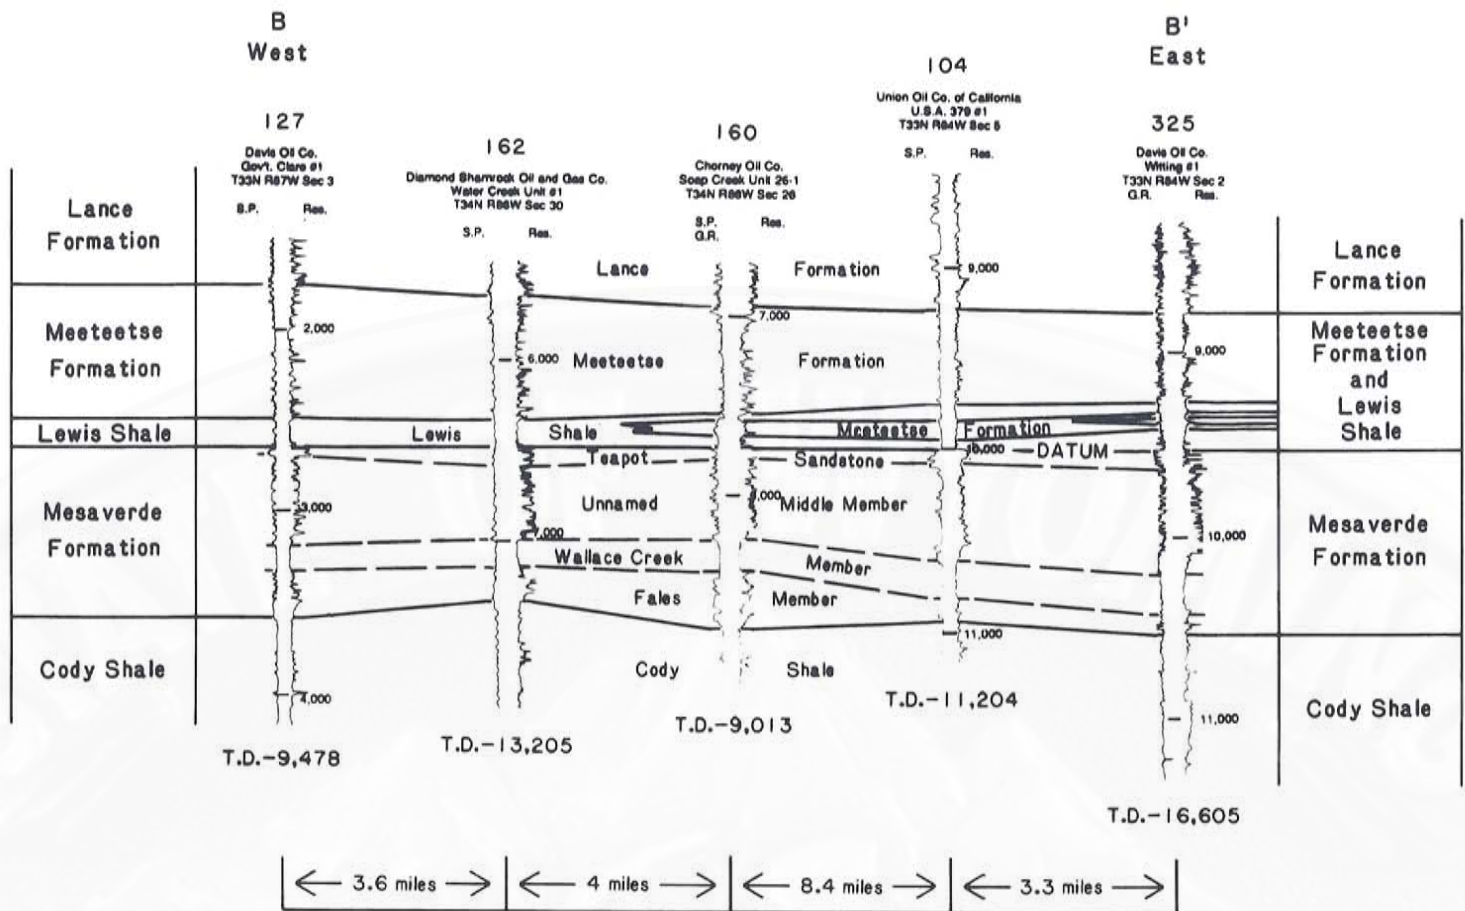 B
West
B'
East
127
Davis Oil Co.
Gov't. Clare #1
T33N R87W Sec 3
S.P. Res.
162
Diamond Shamrock Oil and Gas Co.
Water Creek Unit #1
T34N R86W Sec 30
S.P. Res.
160
Chorney Oil Co.
Soap Creek Unit 26-1
T34N R86W Sec 26
S.P. Res.
G.R.
104
Union Oil Co. of California
U.S.A. 379 #1
T33N R84W Sec 5
S.P. Res.
325
Davis Oil Co.
Witting #1
T33N R84W Sec 2
G.R. Res.
Lance
Formation
Meeteetse
Formation
Lewis Shale
Mesaverde
Formation
Cody Shale
Lance Formation
Meeteetse Formation
Lewis Shale
Meeteetse Formation
DATUM
Teapot Sandstone
Unnamed Middle Member
Wallace Creek Member
Fales Member
Cody Shale
2,000
3,000
4,000
6,000
7,000
7,000
8,000
9,000
10,000
11,000
9,000
10,000
11,000
Lance
Formation
Meeteetse
Formation
and
Lewis
Shale
Mesaverde
Formation
Cody Shale
T.D.-9,478
T.D.-13,205
T.D.-9,013
T.D.-11,204
T.D.-16,605
3.6 miles
4 miles
8.4 miles
3.3 miles